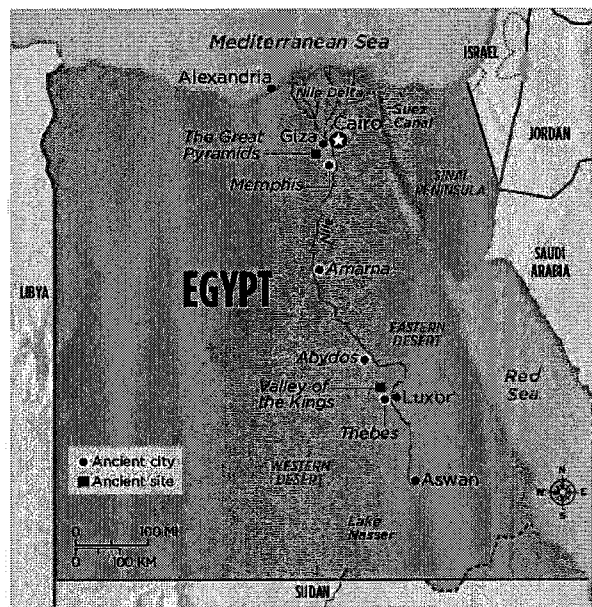 Mediterranean Sea
ISRAEL
Alexandria
Nile Delta
Suez
Canal
Cairo
Giza
The Great
Pyramids
JORDAN
SINAI
PENINSULA
Memphis
Nile
SAUDI
ARABIA
LIBYA
EGYPT
Amarna
EASTERN
DESERT
Abydos
Red
Sea
Valley of
the Kings
Luxor
Thebes
Ancient city
Ancient site
WESTERN
DESERT
Aswan
N
W E
S
0 100 MI
0 100 KM
Lake
Nasser
SUDAN